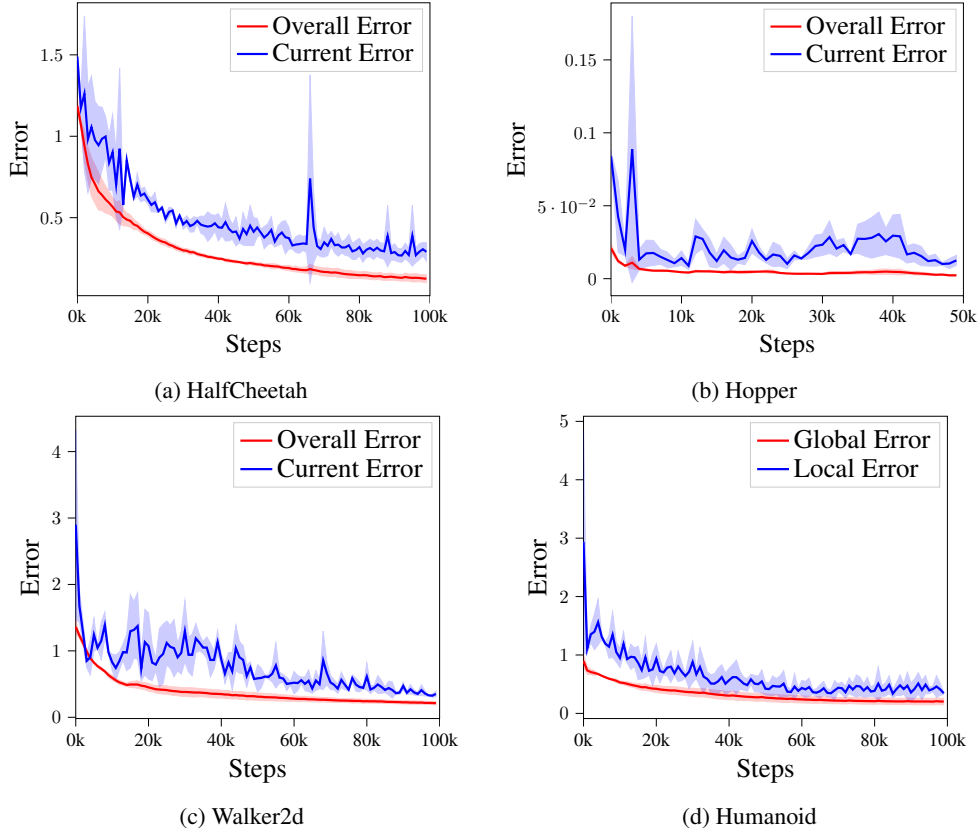 Overall Error
Current Error
Error
1.5
1
0.5
0k
20k
40k
60k
80k
100k
Steps
(a) HalfCheetah
Overall Error
Current Error
Error
0.15
0.1
5 · 10⁻²
0
0k
10k
20k
30k
40k
50k
Steps
(b) Hopper
Overall Error
Current Error
Error
4
3
2
1
0
0k
20k
40k
60k
80k
100k
Steps
(c) Walker2d
Global Error
Local Error
Error
5
4
3
2
1
0
0k
20k
40k
60k
80k
100k
Steps
(d) Humanoid